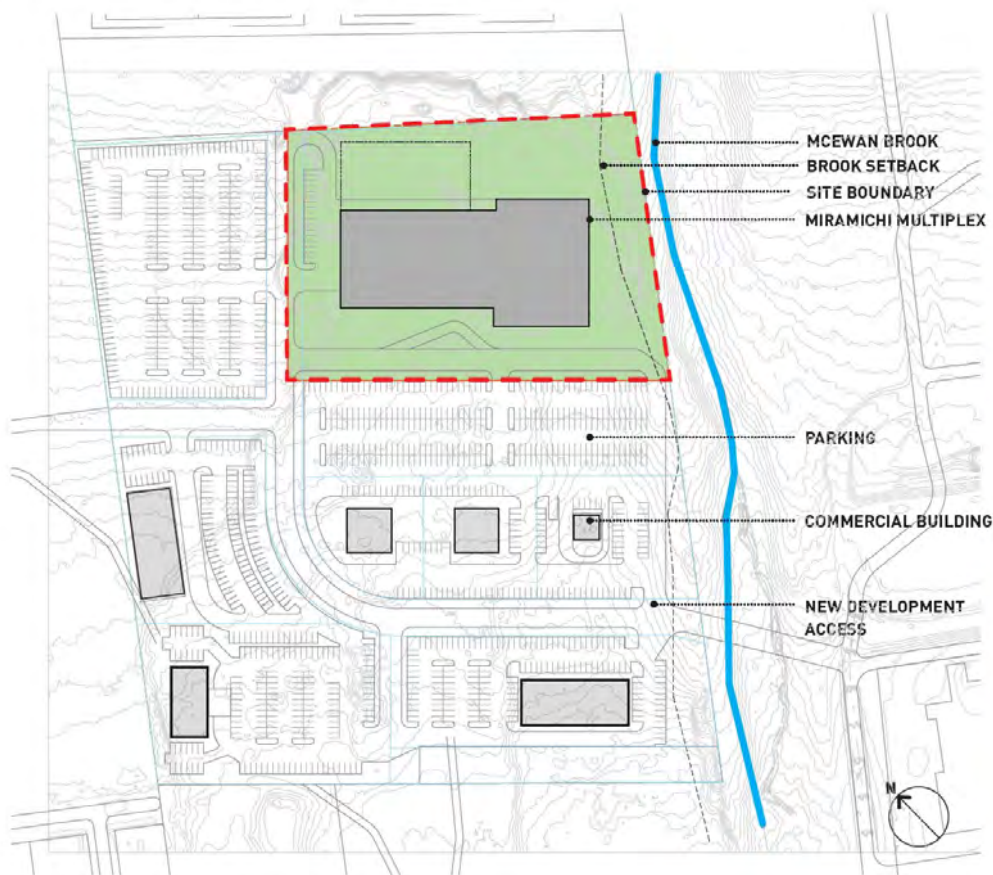 MCEWAN BROOK
BROOK SETBACK
SITE BOUNDARY
MIRAMICHI MULTIPLEX
PARKING
COMMERCIAL BUILDING
NEW DEVELOPMENT
ACCESS
N